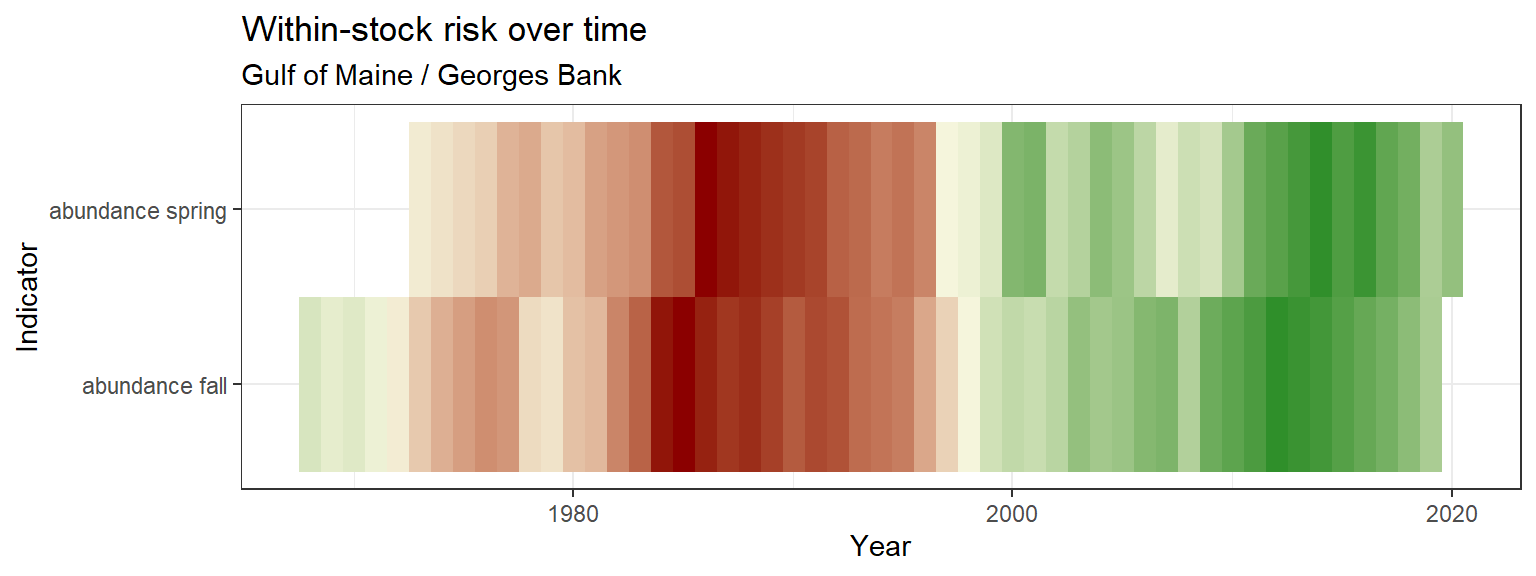 Within-stock risk over time
Gulf of Maine / Georges Bank
Indicator
abundance spring
abundance fall
1980
2000
2020
Year